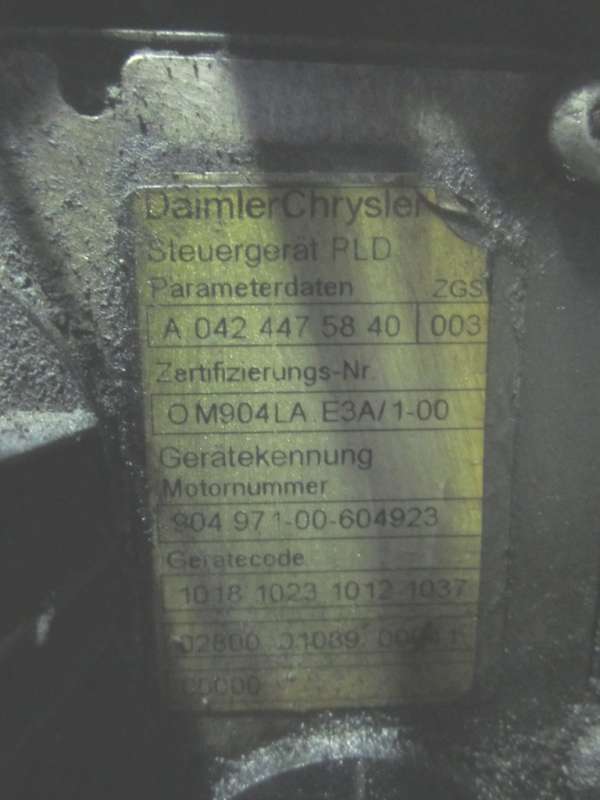 DaimlerChrysler
Steuergerät PLD
Parameterdaten ZGS
A 042 447 58 40 003
Zertifizierungs-Nr.
OM904LA E3A/1-00
Gerätekennung
Motornummer
904 971-00-604923
Gerätecode
1018 1023 1012 1037
02800 01089